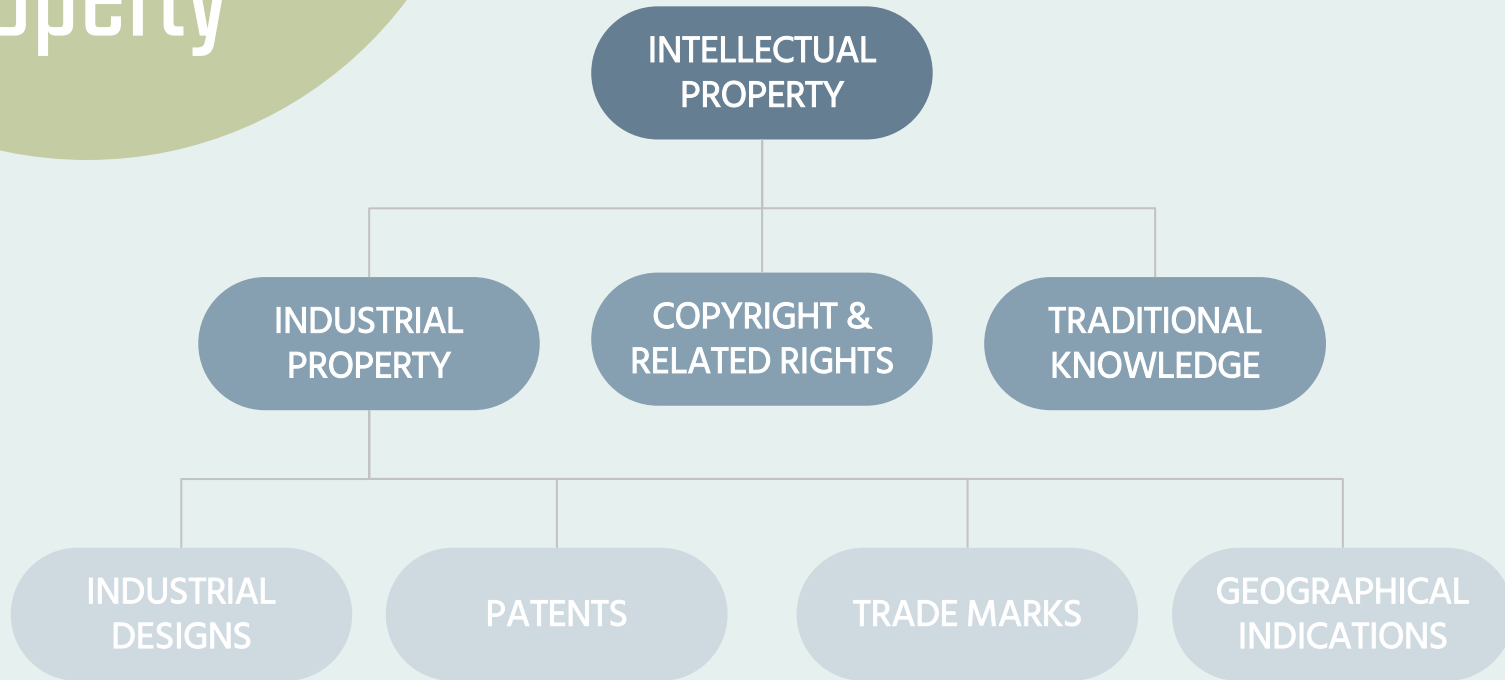 INTELLECTUAL
PROPERTY
INDUSTRIAL
PROPERTY
COPYRIGHT &
RELATED RIGHTS
TRADITIONAL
KNOWLEDGE
INDUSTRIAL
DESIGNS
PATENTS
TRADE MARKS
GEOGRAPHICAL
INDICATIONS